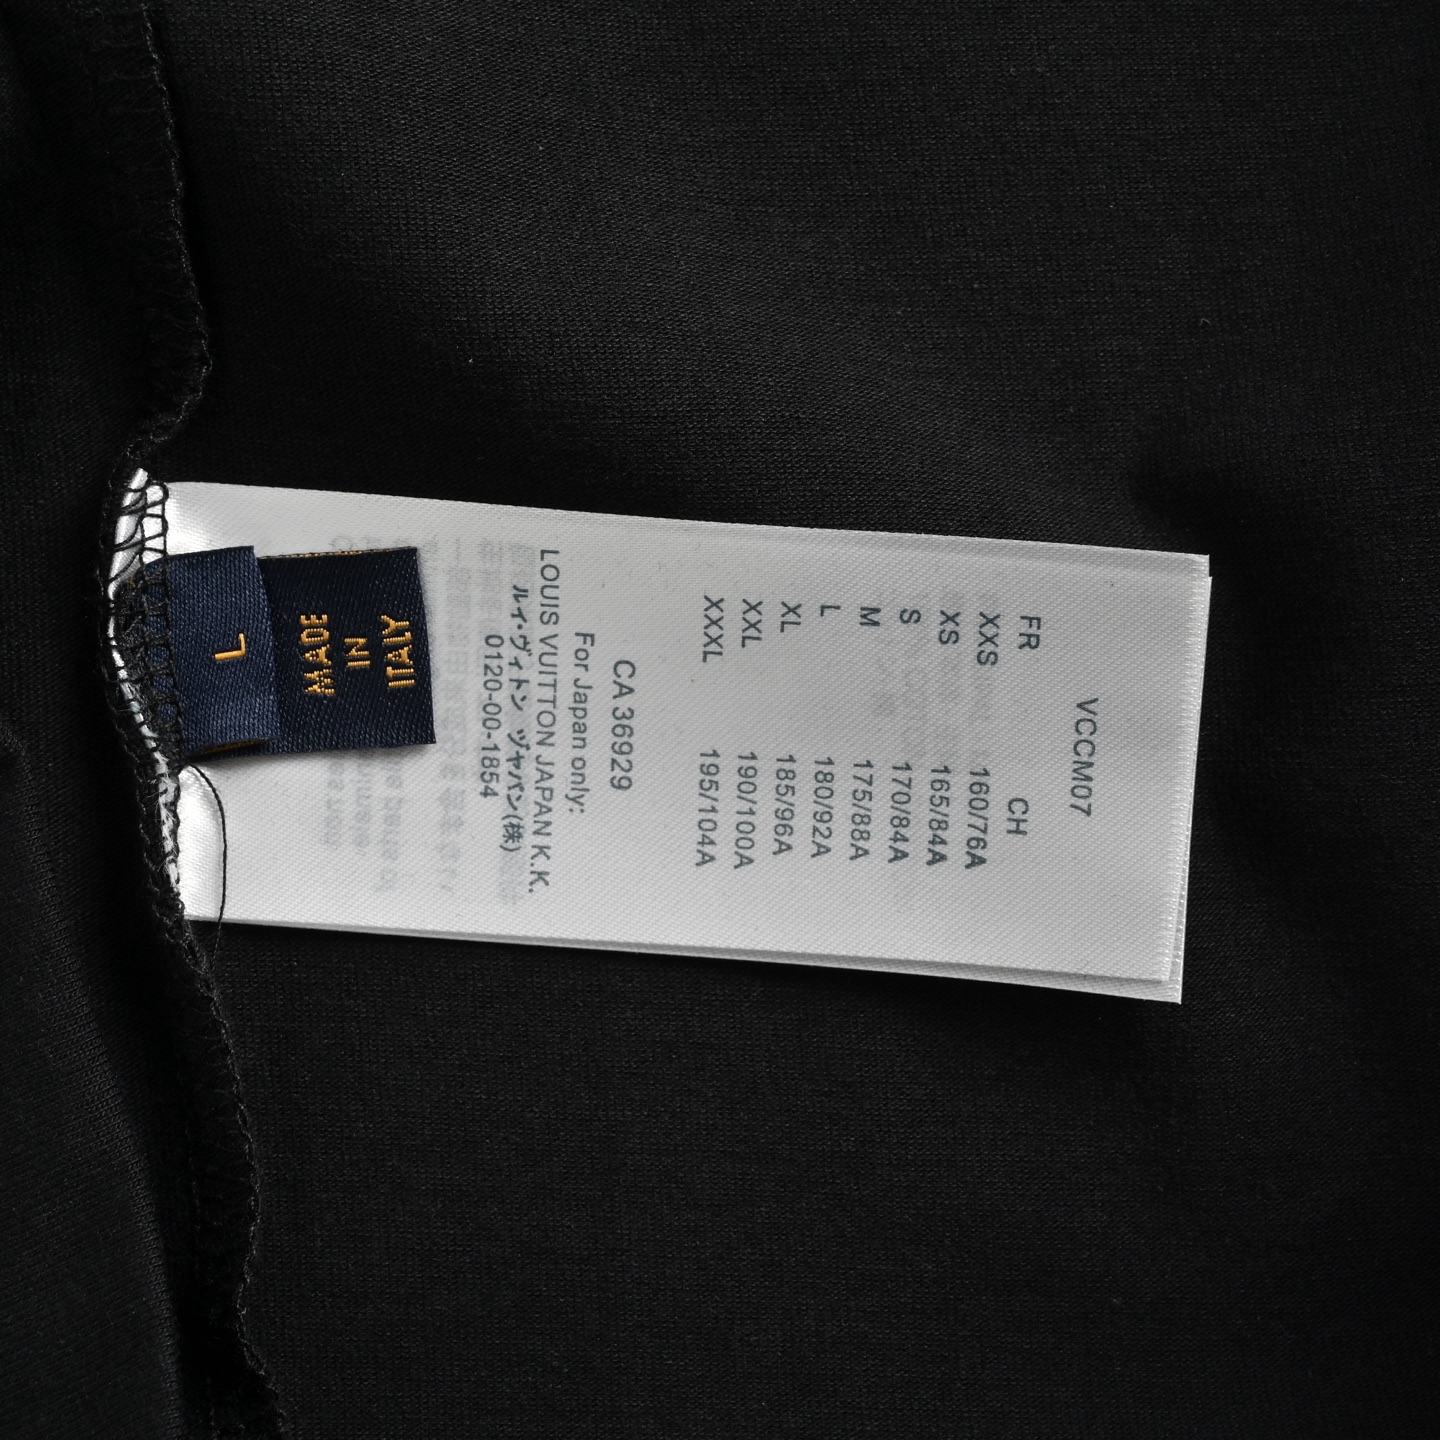 VCCM07
FR CH
XXS 160/76A
XS 165/84A
S 170/84A
M 175/88A
L 180/92A
XL 185/96A
XXL 190/100A
XXXL 195/104A
CA 36929
For Japan only:
LOUIS VUITTON JAPAN K.K.
ルイ・ヴィトン ジャパン(株)
0120-00-1854
L
MADE
IN
ITALY